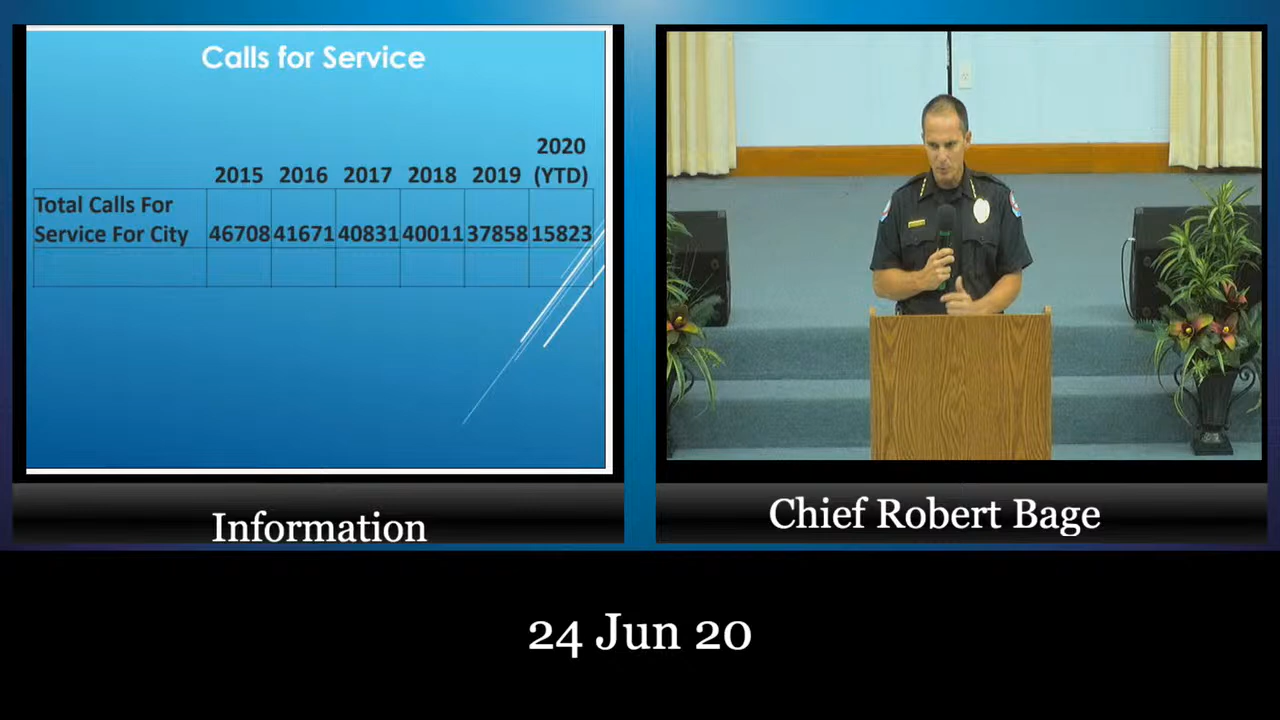 Calls for Service
2020
2015 2016 2017 2018 2019 (YTD)
Total Calls For
Service For City 46708 41671 40831 40011 37858 15823
Information
Chief Robert Bage
24 Jun 20